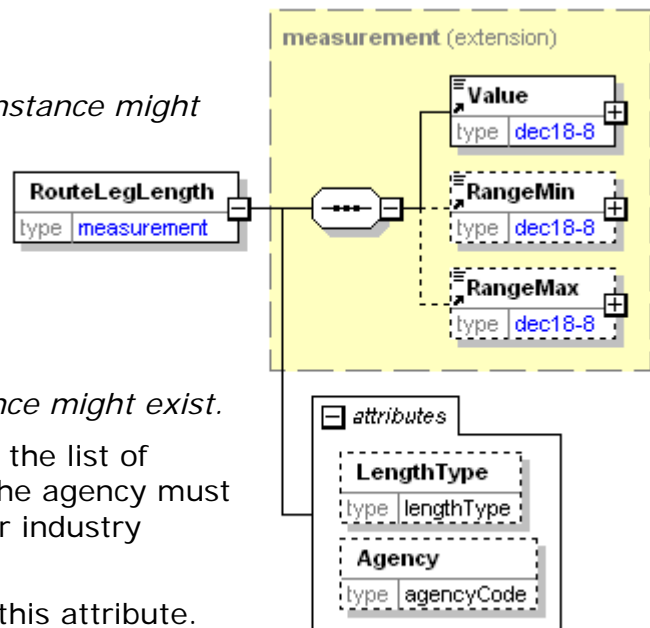 measurement (extension)
nstance might
Value
type dec18-8
RouteLegLength
type measurement
RangeMin
type dec18-8
RangeMax
type dec18-8
nce might exist.
the list of
he agency must
r industry
this attribute.
attributes
LengthType
type lengthType
Agency
type agencyCode